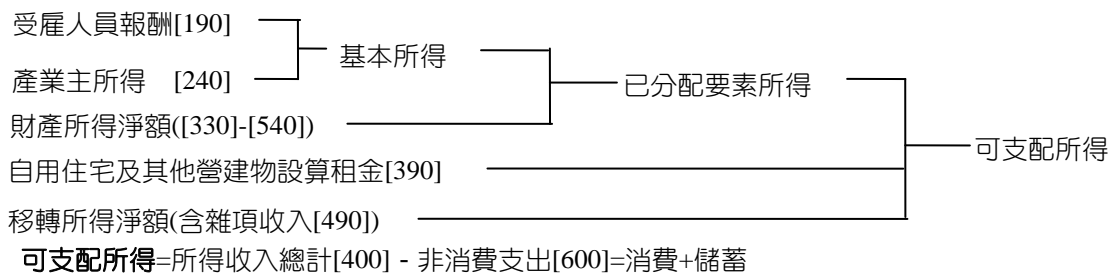 受雇人員報酬[190]
基本所得
產業主所得 [240]
已分配要素所得
財產所得淨額([330]-[540])
可支配所得
自用住宅及其他營建物設算租金[390]
移轉所得淨額(含雜項收入[490])
可支配所得=所得收入總計[400] - 非消費支出[600]=消費+儲蓄